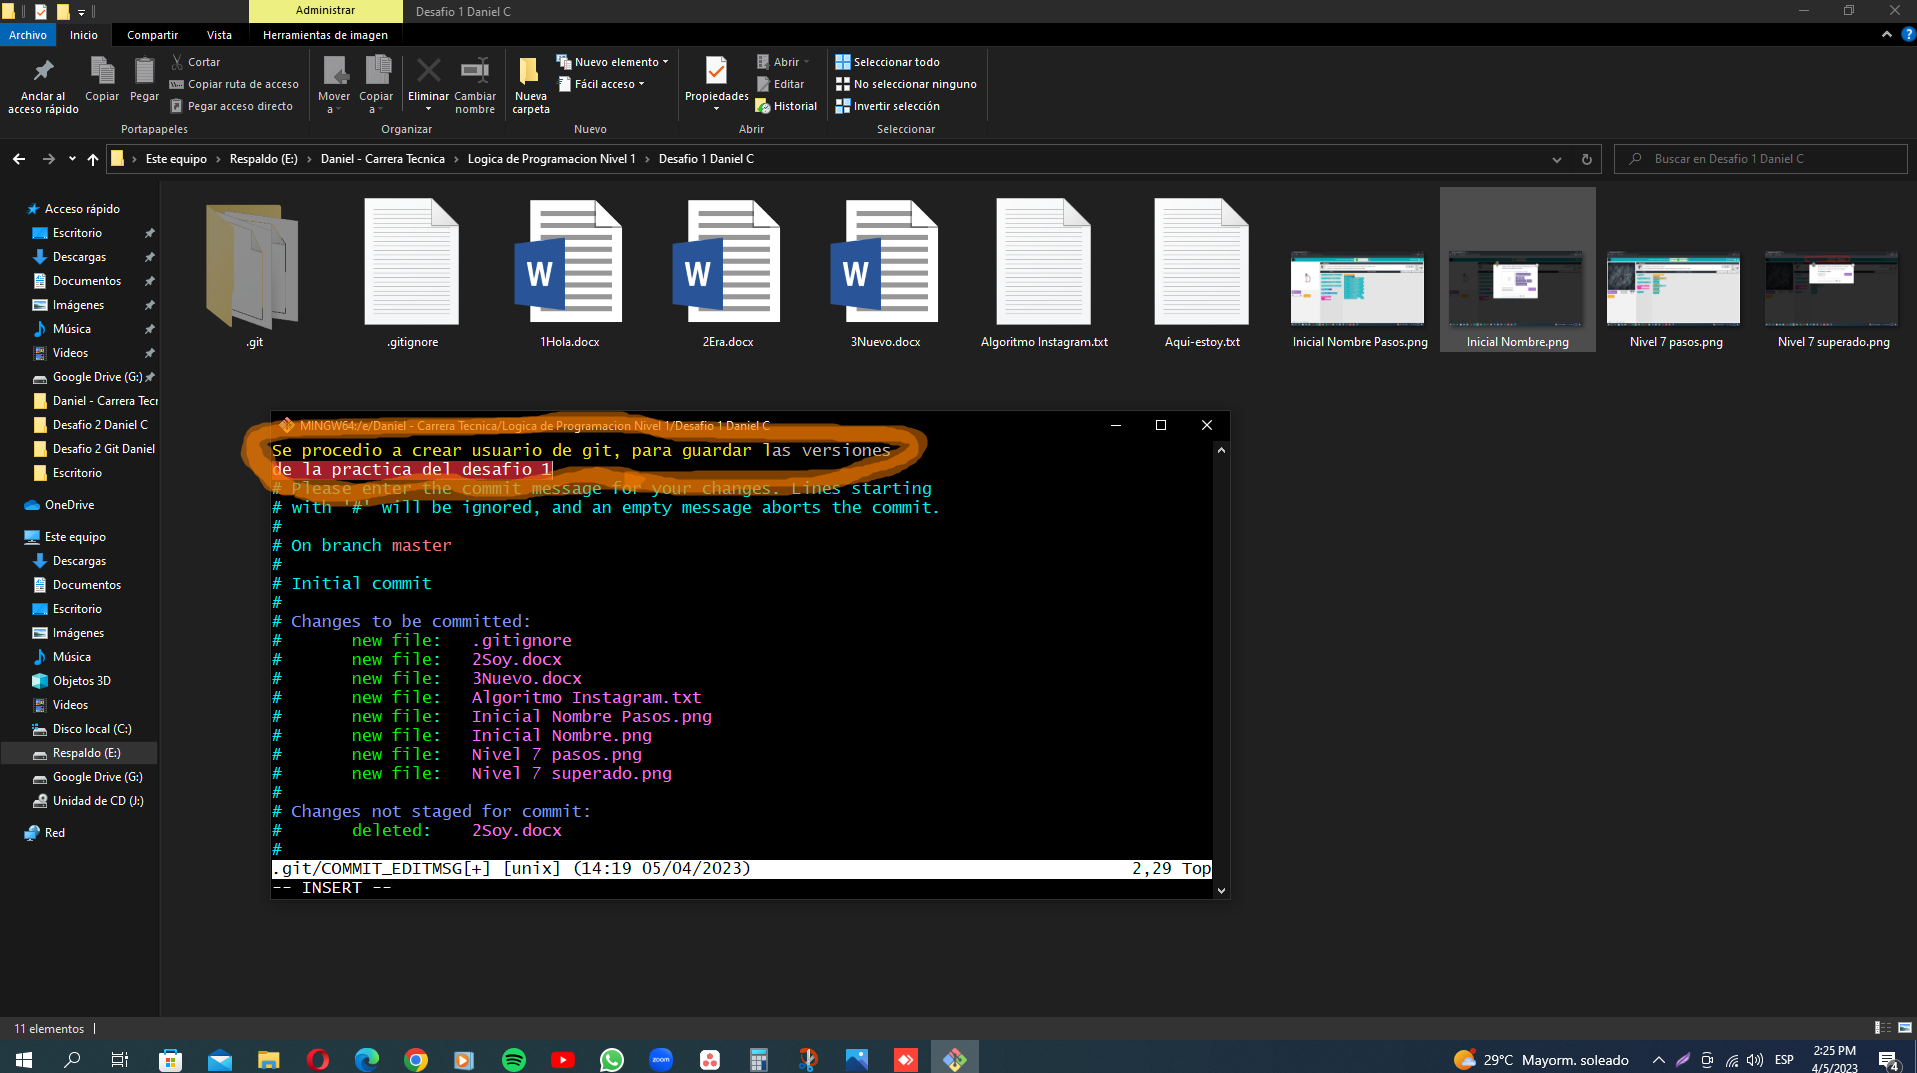 Administrar
Desafio 1 Daniel C
Archivo
Inicio
Compartir
Vista
Herramientas de imagen
Anclar al
acceso rápido
Copiar
Pegar
Cortar
Copiar ruta de acceso
Pegar acceso directo
Portapapeles
Mover
a
Copiar
a
Eliminar
Cambiar
nombre
Organizar
Nueva
carpeta
Nuevo elemento
Fácil acceso
Nuevo
Propiedades
Abrir
Editar
Historial
Abrir
Seleccionar todo
No seleccionar ninguno
Invertir selección
Seleccionar
Este equipo
Respaldo (E:)
Daniel - Carrera Tecnica
Logica de Programacion Nivel 1
Desafio 1 Daniel C
Buscar en Desafio 1 Daniel C
Acceso rápido
Escritorio
Descargas
Documentos
Imágenes
Música
Videos
Google Drive (G:)
Daniel - Carrera Tecr
Desafio 2 Daniel C
Desafio 2 Git Daniel
Escritorio
OneDrive
Este equipo
Descargas
Documentos
Escritorio
Imágenes
Música
Objetos 3D
Videos
Disco local (C:)
Respaldo (E:)
Google Drive (G:)
Unidad de CD (J:)
Red
.git
.gitignore
1Hola.docx
2Era.docx
3Nuevo.docx
Algoritmo Instagram.txt
Aqui-estoy.txt
Inicial Nombre Pasos.png
Inicial Nombre.png
Nivel 7 pasos.png
Nivel 7 superado.png
MINGW64:/e/Daniel - Carrera Tecnica/Logica de Programacion Nivel 1/Desafio 1 Daniel C
Se procedio a crear usuario de git, para guardar las versiones
de la practica del desafio 1
# Please enter the commit message for your changes. Lines starting
# with '#' will be ignored, and an empty message aborts the commit.
#
# On branch master
#
# Initial commit
#
# Changes to be committed:
# new file: .gitignore
# new file: 2Soy.docx
# new file: 3Nuevo.docx
# new file: Algoritmo Instagram.txt
# new file: Inicial Nombre Pasos.png
# new file: Inicial Nombre.png
# new file: Nivel 7 pasos.png
# new file: Nivel 7 superado.png
#
# Changes not staged for commit:
# deleted: 2Soy.docx
#
.git/COMMIT_EDITMSG[+] [unix] (14:19 05/04/2023) 2,29 Top
-- INSERT --
11 elementos
zoom
29°C Mayorm. soleado
ESP
2:25 PM
4/5/2023
4